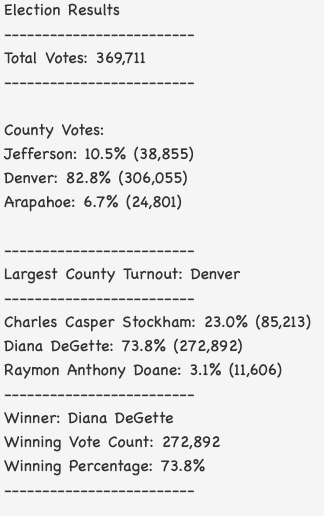 Election Results
-------------------------
Total Votes: 369,711
-------------------------
County Votes:
Jefferson: 10.5% (38,855)
Denver: 82.8% (306,055)
Arapahoe: 6.7% (24,801)
-------------------------
Largest County Turnout: Denver
-------------------------
Charles Casper Stockham: 23.0% (85,213)
Diana DeGette: 73.8% (272,892)
Raymon Anthony Doane: 3.1% (11,606)
-------------------------
Winner: Diana DeGette
Winning Vote Count: 272,892
Winning Percentage: 73.8%
-------------------------